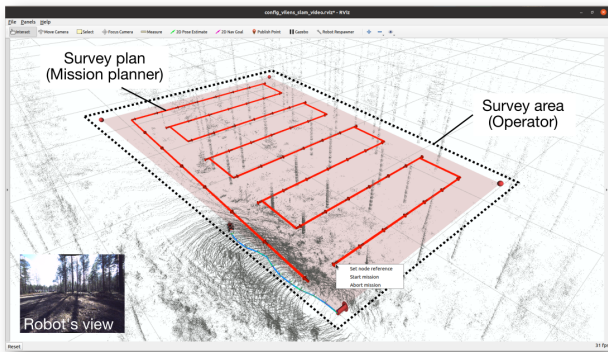 config_vilens_slam_video.rviz* - RViz
File Panels Help
Interact Move Camera Select Focus Camera Measure 2D Pose Estimate 2D Nav Goal Publish Point Gazebo Robot Respawner
Survey plan
(Mission planner)
Survey area
(Operator)
Set node reference
Start mission
Abort mission
Robot's view
Reset
31 fps